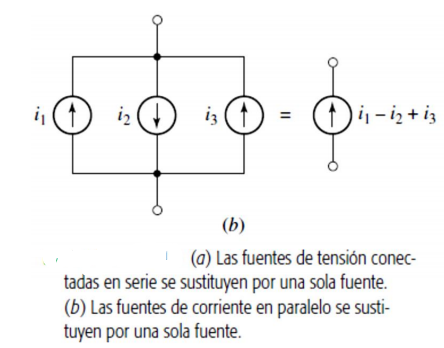 i1 i2 i3 = i1 – i2 + i3
(b)
(a) Las fuentes de tensión conec-
tadas en serie se sustituyen por una sola fuente.
(b) Las fuentes de corriente en paralelo se susti-
tuyen por una sola fuente.